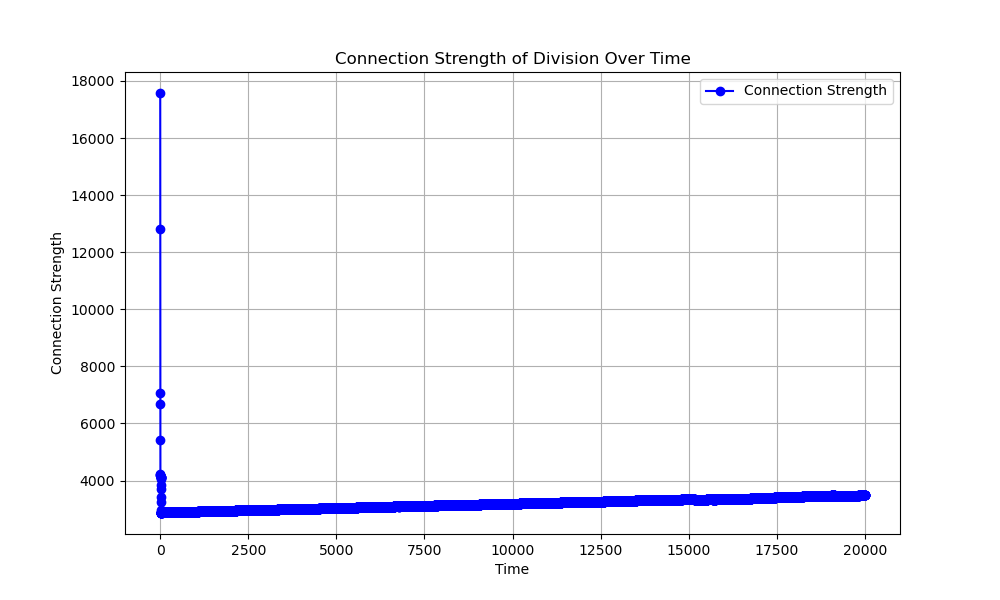 Connection Strength of Division Over Time
Connection Strength
18000
16000
14000
12000
10000
8000
6000
4000
Connection Strength
0 2500 5000 7500 10000 12500 15000 17500 20000
Time